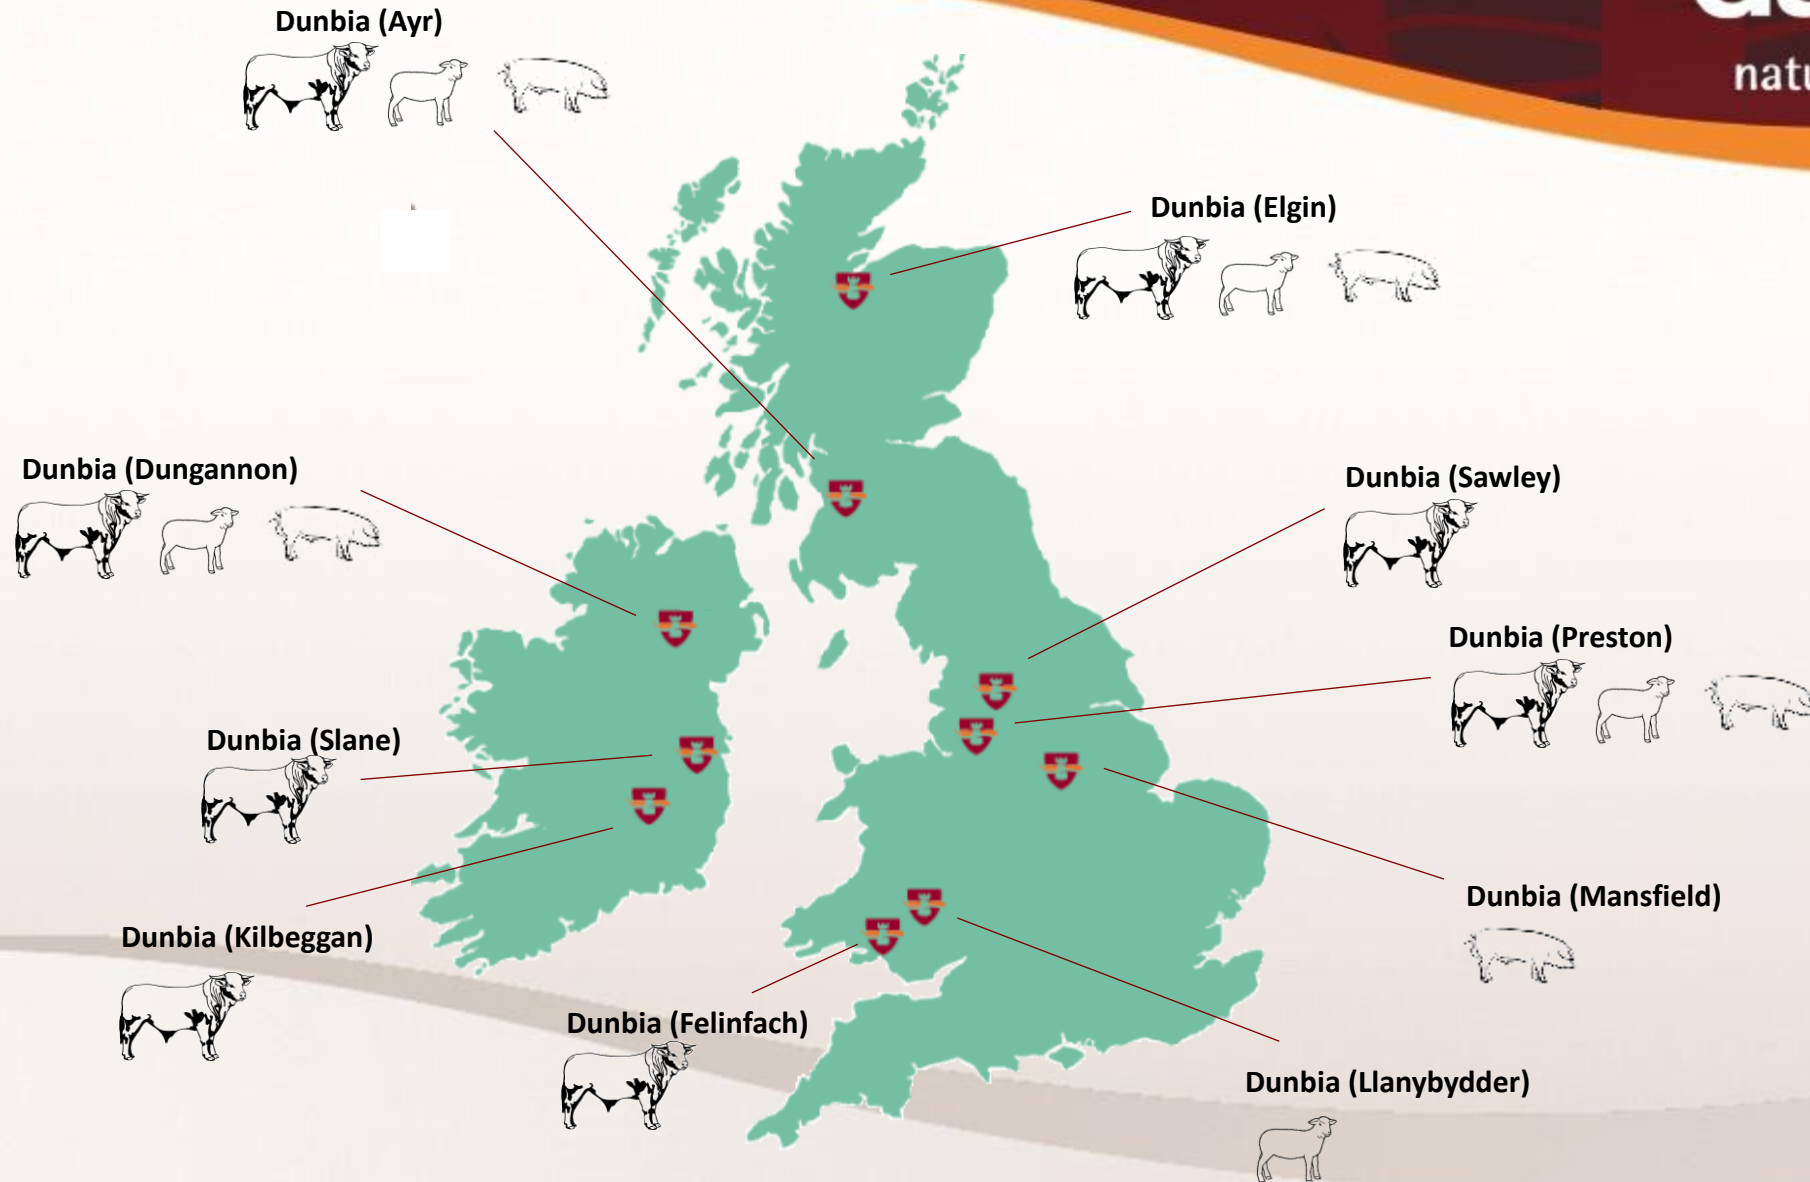 Dunbia (Ayr)
natu
Dunbia (Elgin)
Dunbia (Dungannon)
Dunbia (Sawley)
Dunbia (Preston)
Dunbia (Slane)
Dunbia (Mansfield)
Dunbia (Kilbeggan)
Dunbia (Felinfach)
Dunbia (Llanybydder)